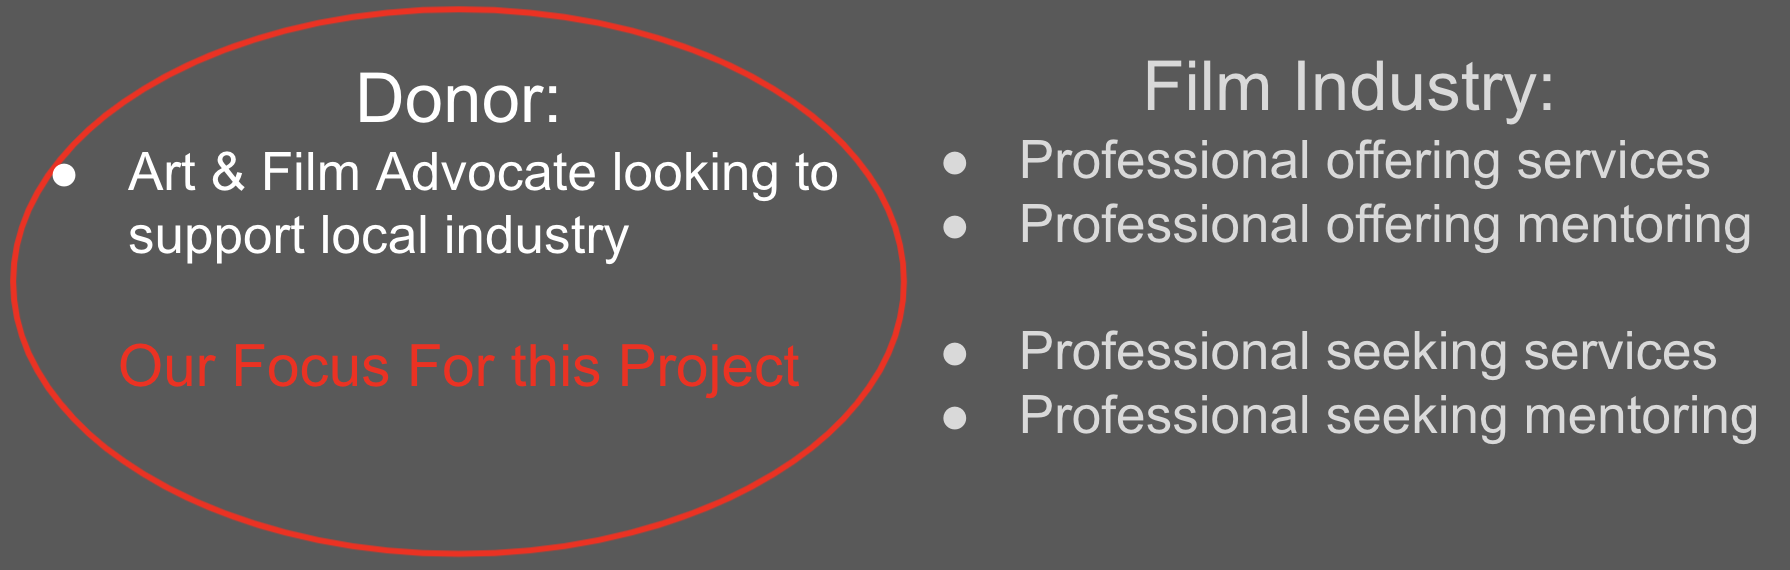 Donor:
● Art & Film Advocate looking to
support local industry
Our Focus For this Project
Film Industry:
● Professional offering services
● Professional offering mentoring
● Professional seeking services
● Professional seeking mentoring